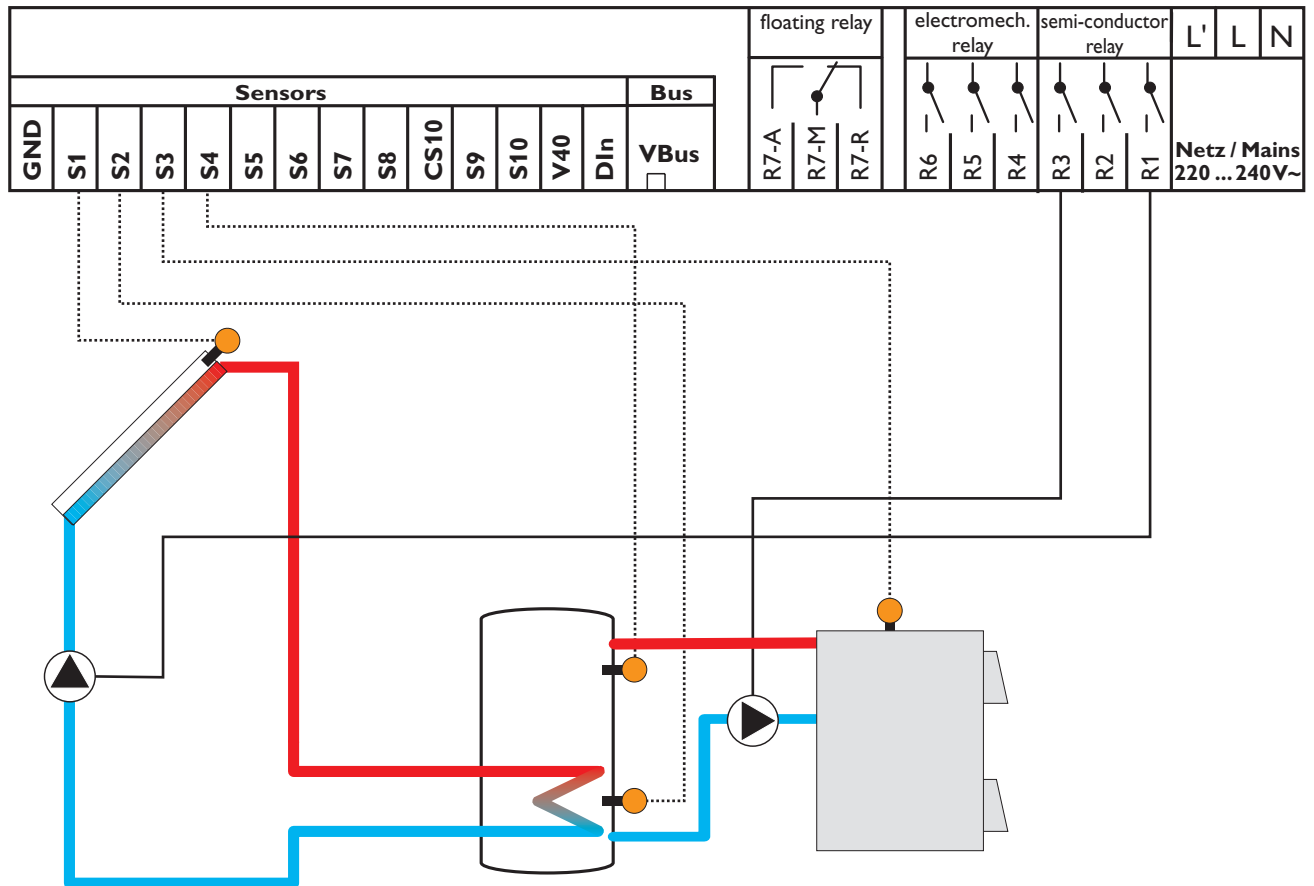 floating relay
electromech.
relay
semi-conductor
relay
L'
L
N
Sensors
Bus
GND
S1
S2
S3
S4
S5
S6
S7
S8
CS10
S9
S10
V40
DIn
VBus
R7-A
R7-M
R7-R
R6
R5
R4
R3
R2
R1
Netz / Mains
220 ... 240V~